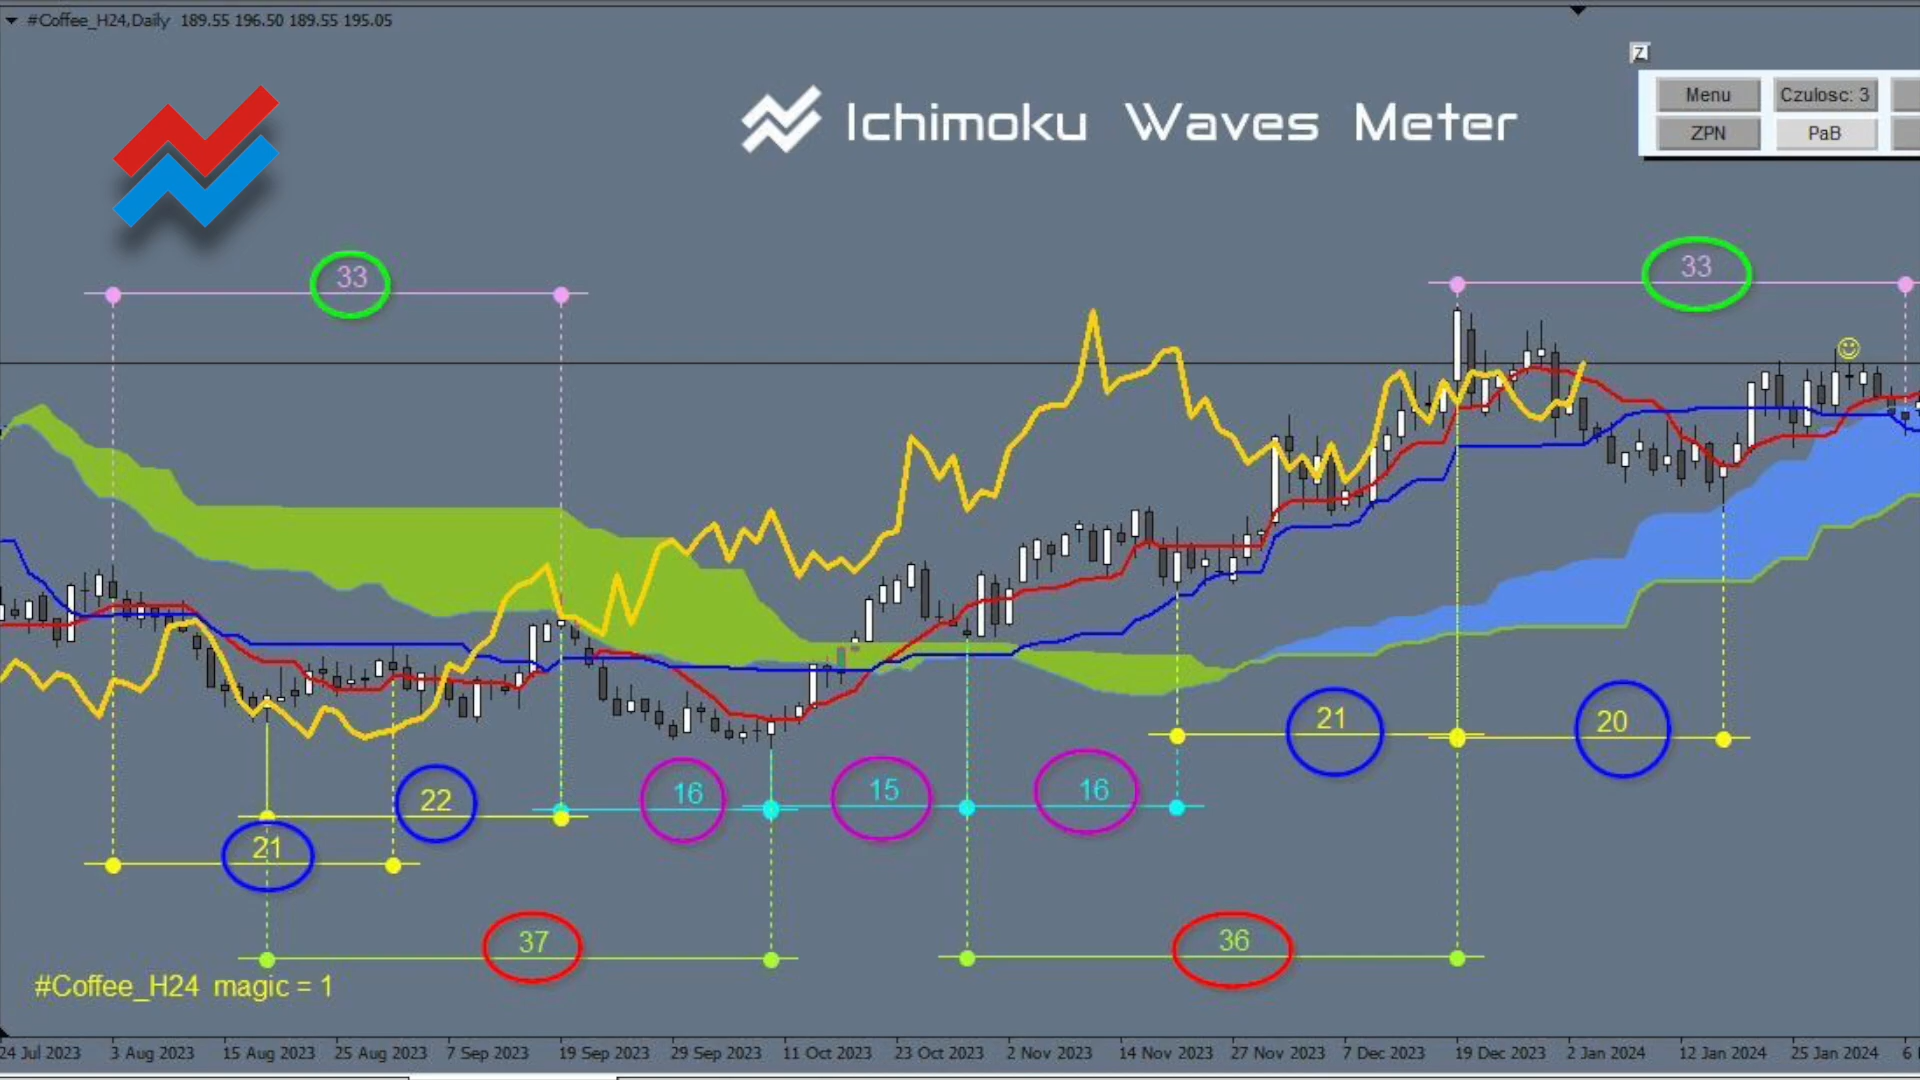 #Coffee_H24,Daily 189.55 196.50 189.55 195.05
Z
Ichimoku Waves Meter
Menu
Czulosc: 3
ZPN
PaB
33
33
21
20
22
16
15
16
21
37
36
#Coffee_H24 magic = 1
24 Jul 2023
3 Aug 2023
15 Aug 2023
25 Aug 2023
7 Sep 2023
19 Sep 2023
29 Sep 2023
11 Oct 2023
23 Oct 2023
2 Nov 2023
14 Nov 2023
27 Nov 2023
7 Dec 2023
19 Dec 2023
2 Jan 2024
12 Jan 2024
25 Jan 2024
6